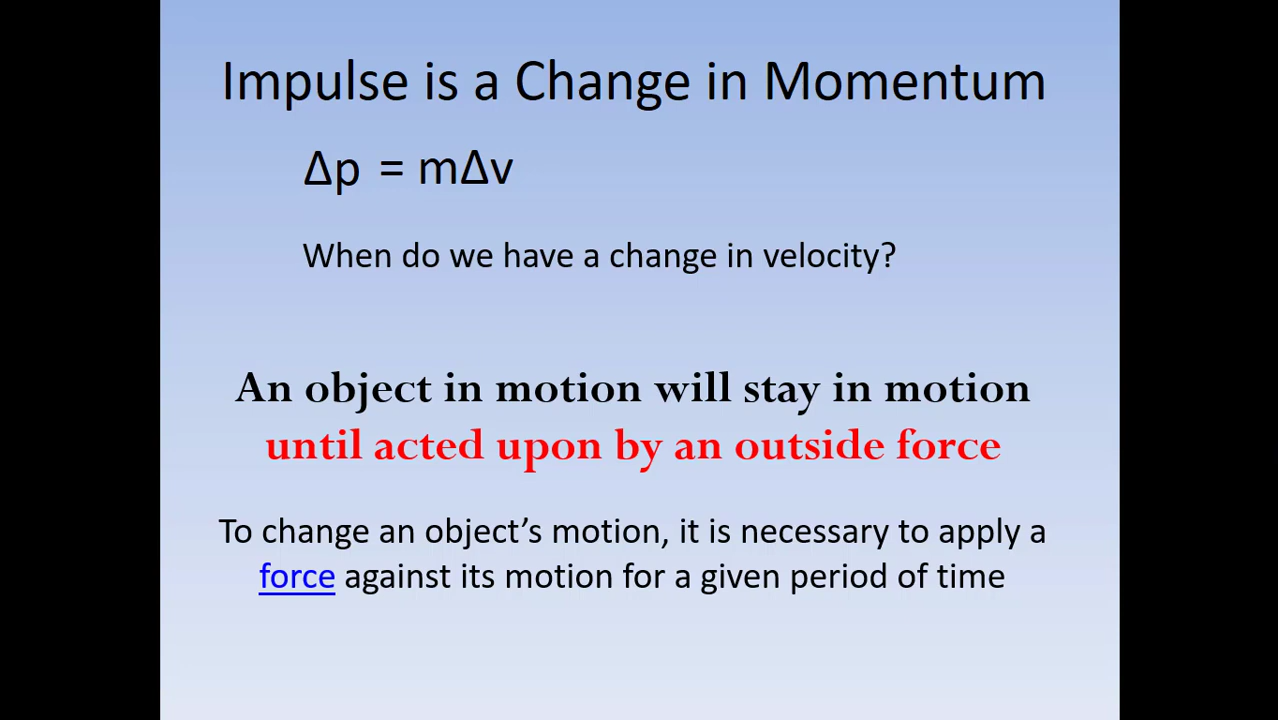 Impulse is a Change in Momentum
Δp = mΔv
When do we have a change in velocity?
An object in motion will stay in motion
until acted upon by an outside force
To change an object’s motion, it is necessary to apply a
force against its motion for a given period of time